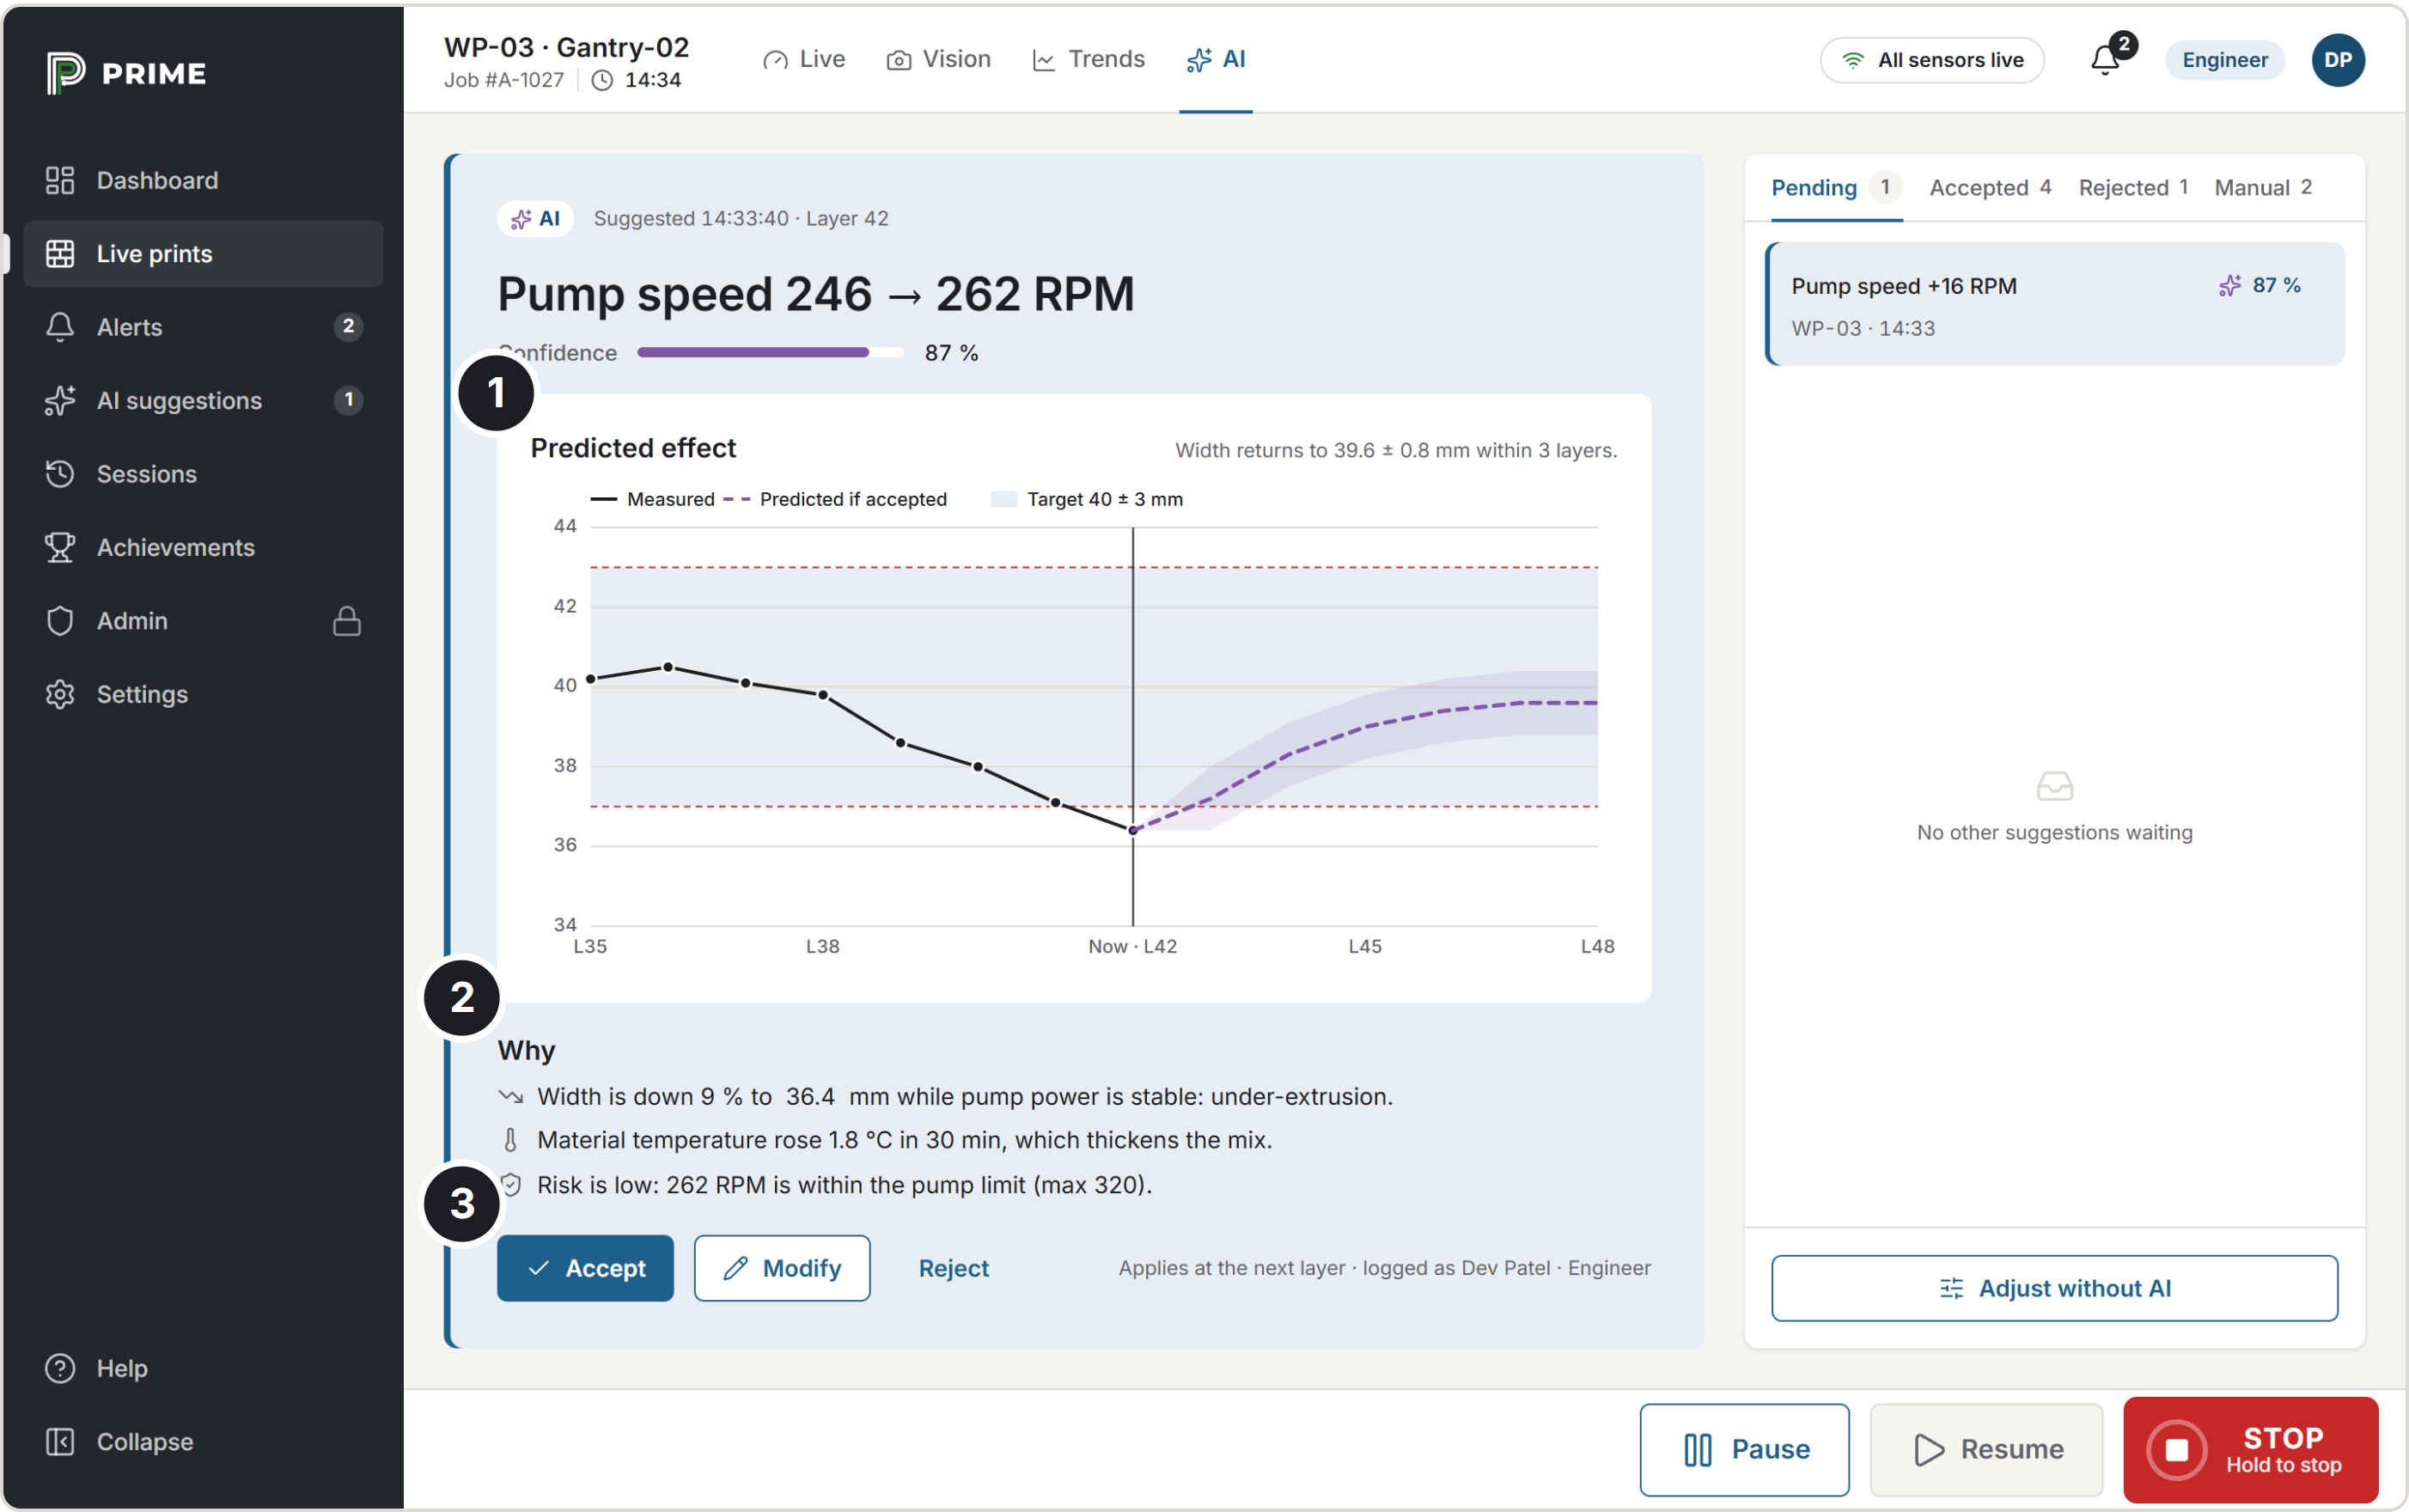 PRIME
Dashboard
Live prints
Alerts 2
AI suggestions 1
Sessions
Achievements
Admin
Settings
Help
Collapse
WP-03 · Gantry-02
Job #A-1027 14:34
Live
Vision
Trends
AI
All sensors live
2
Engineer
DP
AI Suggested 14:33:40 · Layer 42
Pump speed 246 → 262 RPM
Confidence 87 %
1
Predicted effect
Width returns to 39.6 ± 0.8 mm within 3 layers.
Measured Predicted if accepted Target 40 ± 3 mm
44
42
40
38
36
34
L35 L38 Now · L42 L45 L48
2
Why
Width is down 9 % to 36.4 mm while pump power is stable: under-extrusion.
Material temperature rose 1.8 °C in 30 min, which thickens the mix.
3
Risk is low: 262 RPM is within the pump limit (max 320).
Accept
Modify
Reject
Applies at the next layer · logged as Dev Patel · Engineer
Pending 1 Accepted 4 Rejected 1 Manual 2
Pump speed +16 RPM 87 %
WP-03 · 14:33
No other suggestions waiting
Adjust without AI
Pause
Resume
STOP
Hold to stop